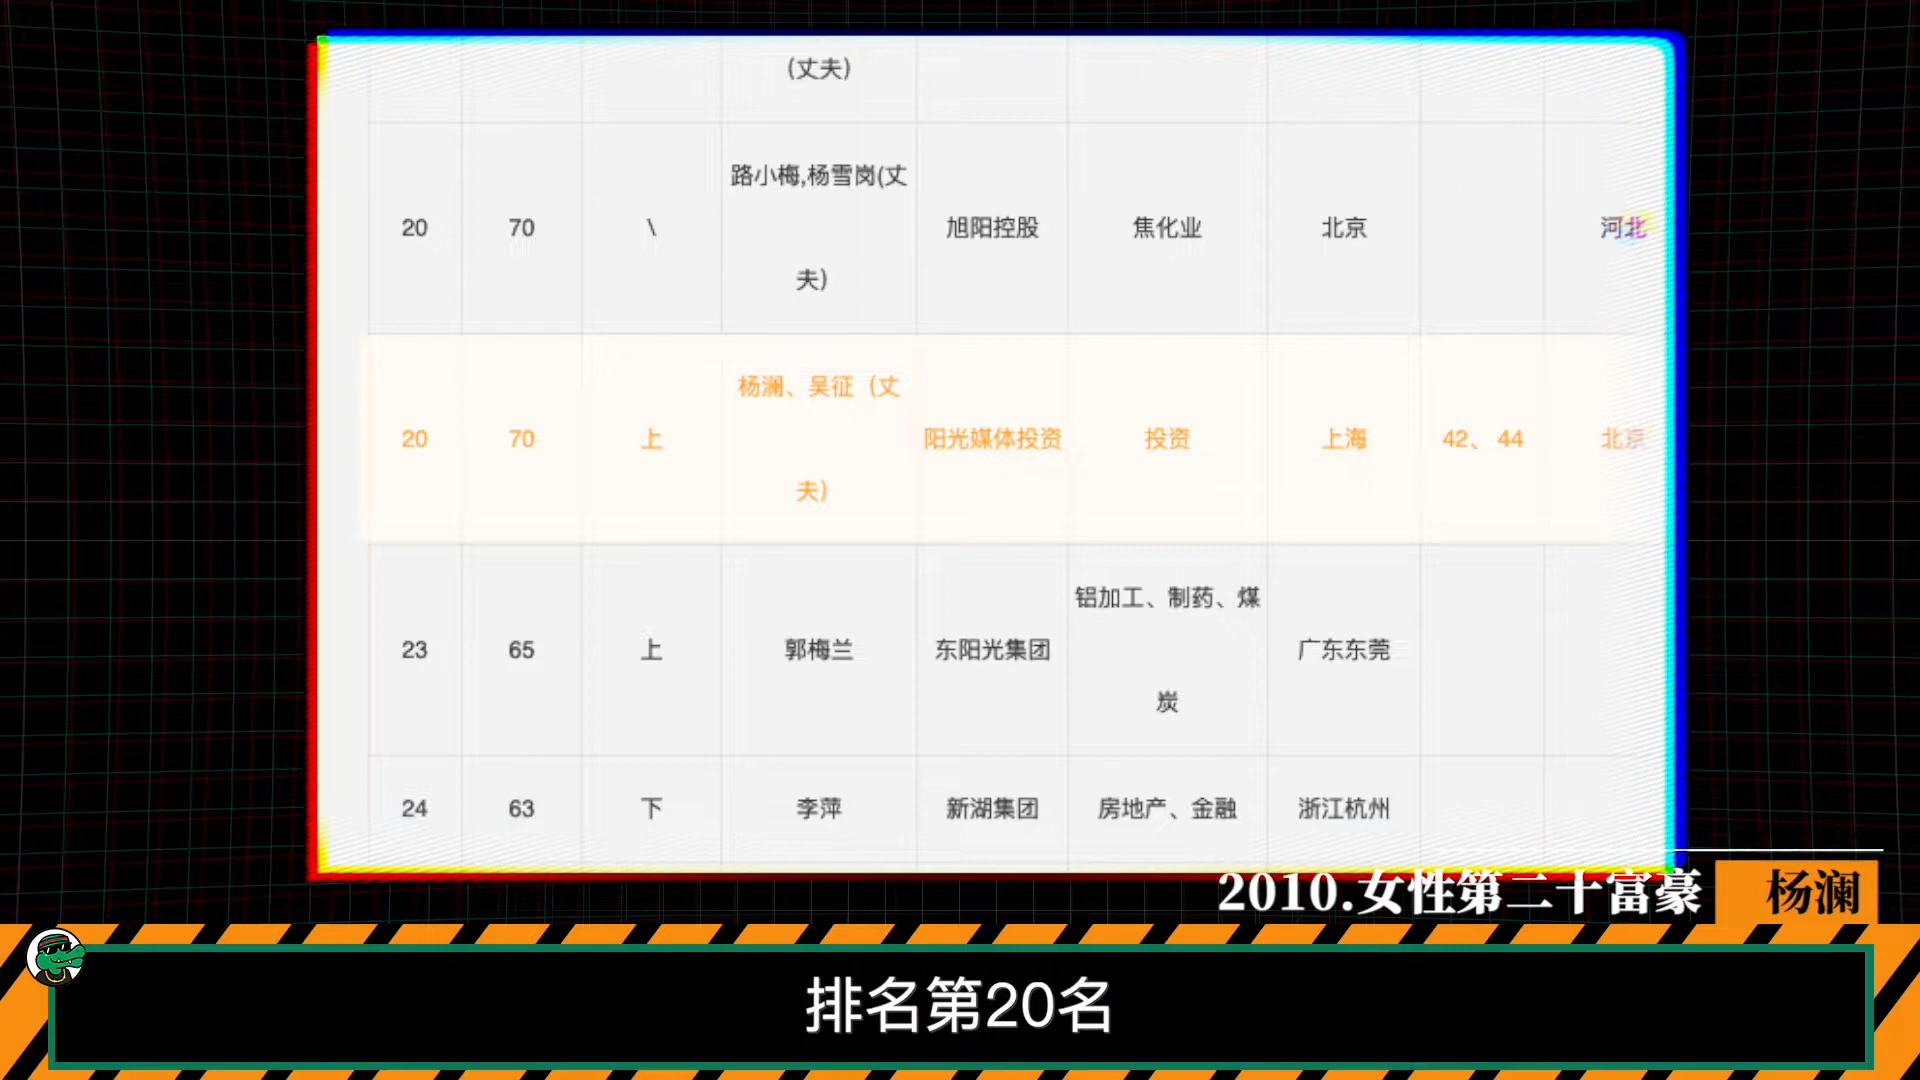 (丈夫)
路小梅,杨雪岗(丈
20 70 \ 旭阳控股 焦化业 北京 河北
夫)
杨澜、吴征（丈
20 70 上 阳光媒体投资 投资 上海 42、44 北京
夫)
铝加工、制药、煤
23 65 上 郭梅兰 东阳光集团 广东东莞
炭
24 63 下 李萍 新湖集团 房地产、金融 浙江杭州
2010.女性第二十富豪 杨澜
排名第20名